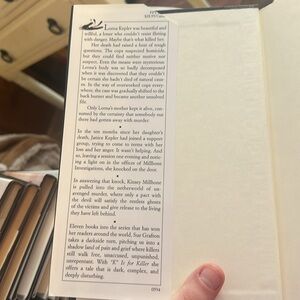 Lorna Kepler was beautiful and
willful, a loner who couldn't resist flirting
with danger. Maybe that's what killed her.
Her death had raised a host of tough
questions. The cops suspected homicide,
but they could find neither motive nor
suspect. Even the means were mysterious:
Lorna's body was so badly decomposed
when it was discovered that they couldn't
be certain she hadn't died of natural causes.
In the way of overworked cops everywhere,
the case was gradually shifted to the
back burner and became another unsolved
file.
Only Lorna's mother kept it alive, consumed
by the certainty that somebody out
there had gotten away with murder.
In the ten months since her daughter's
death, Janice Kepler had joined a support
group, trying to come to terms with her
loss and her anger. It wasn't helping. And
so, leaving a session one evening and noticing
a light on in the offices of Millhone
Investigations, she knocked on the door.
In answering that knock, Kinsey Millhone
is pulled into the netherworld of unavenged
murder, where only a pact with
the devil will satisfy the restless ghosts
of the victims and give release to the living
they have left behind.
Eleven books into the series that has won
her readers around the world, Sue Grafton
takes a darkside turn, pitching us into a
shadow land of pain and grief where killers
still walk free, unaccused, unpunished,
unrepentant. With "K" Is for Killer she
offers a tale that is dark, complex, and
deeply disturbing.
0594